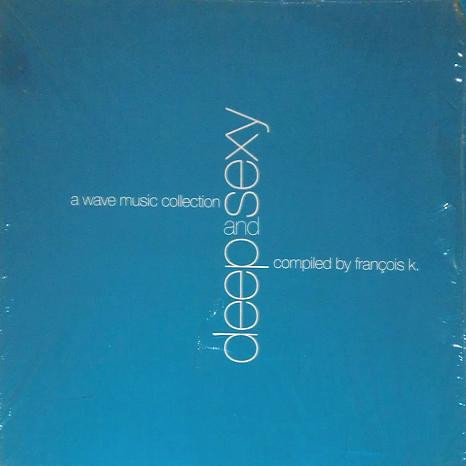 a wave music collection
deep and sexy
compiled by françois k.